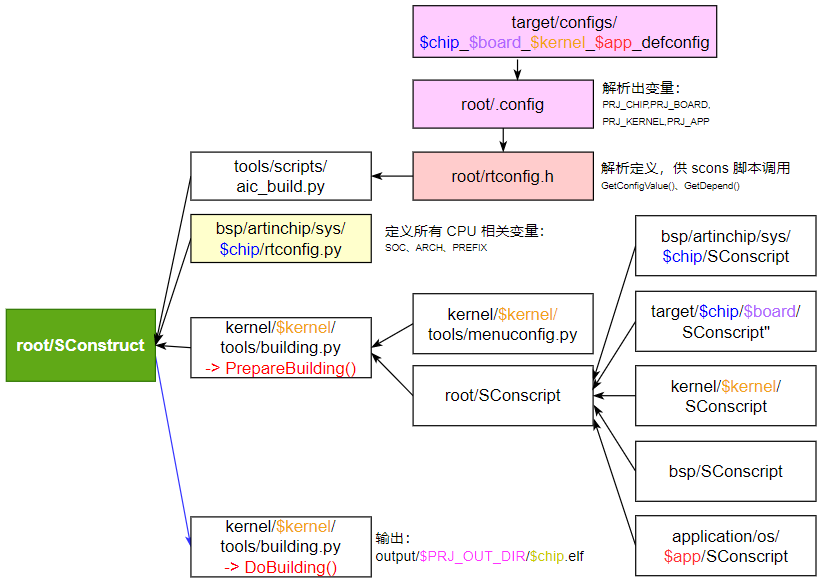 target/configs/
$chip_$board_$kernel_$app_defconfig
root/.config
解析出变量：
PRJ_CHIP,PRJ_BOARD,
PRJ_KERNEL,PRJ_APP
tools/scripts/
aic_build.py
root/rtconfig.h
解析定义，供 scons 脚本调用
GetConfigValue()、GetDepend()
bsp/artinchip/sys/
$chip/rtconfig.py
定义所有 CPU 相关变量：
SOC、ARCH、PREFIX
bsp/artinchip/sys/
$chip/SConscript
root/SConstruct
kernel/$kernel/
tools/building.py
-> PrepareBuilding()
kernel/$kernel/
tools/menuconfig.py
target/$chip/$board/
SConscript"
root/SConscript
kernel/$kernel/
SConscript
bsp/SConscript
kernel/$kernel/
tools/building.py
-> DoBuilding()
输出：
output/$PRJ_OUT_DIR/$chip.elf
application/os/
$app/SConscript